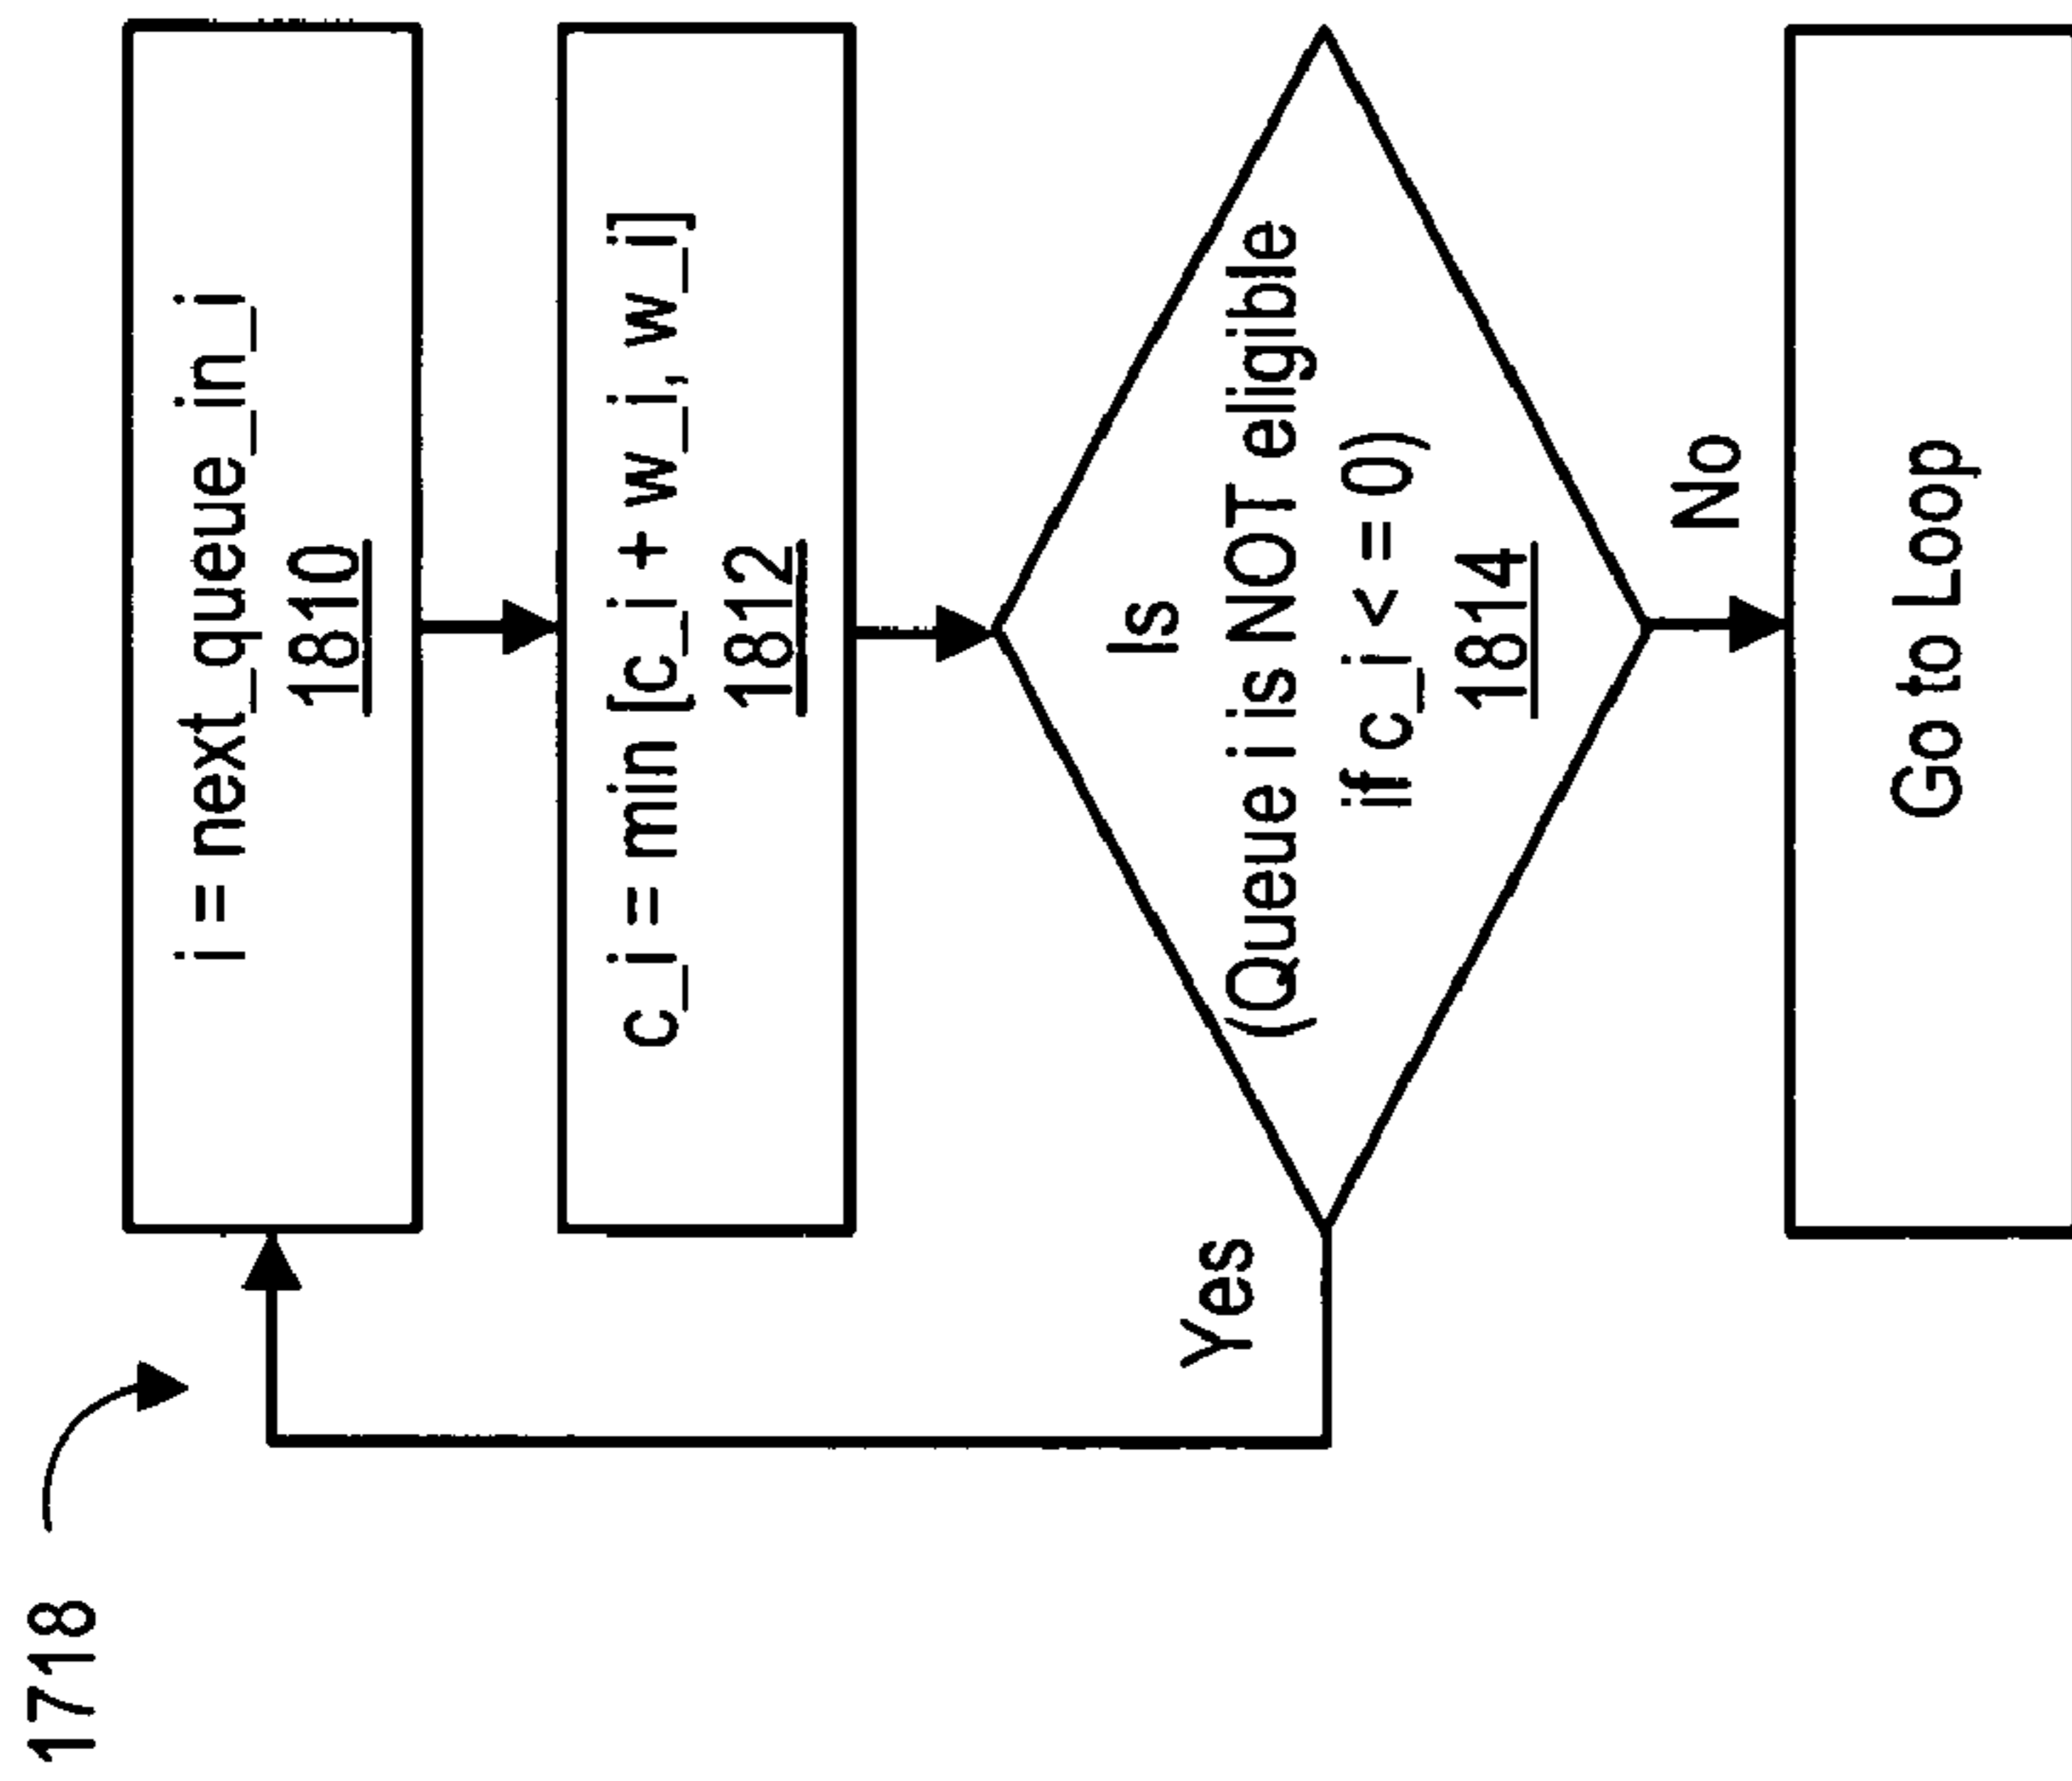 1718
i = next_queue_in_i
1810
c_i = min [c_i + w_i, w_i]
1812
Is
(Queue i is NOT eligible
if c_i < = 0)
1814
Yes
No
Go to Loop